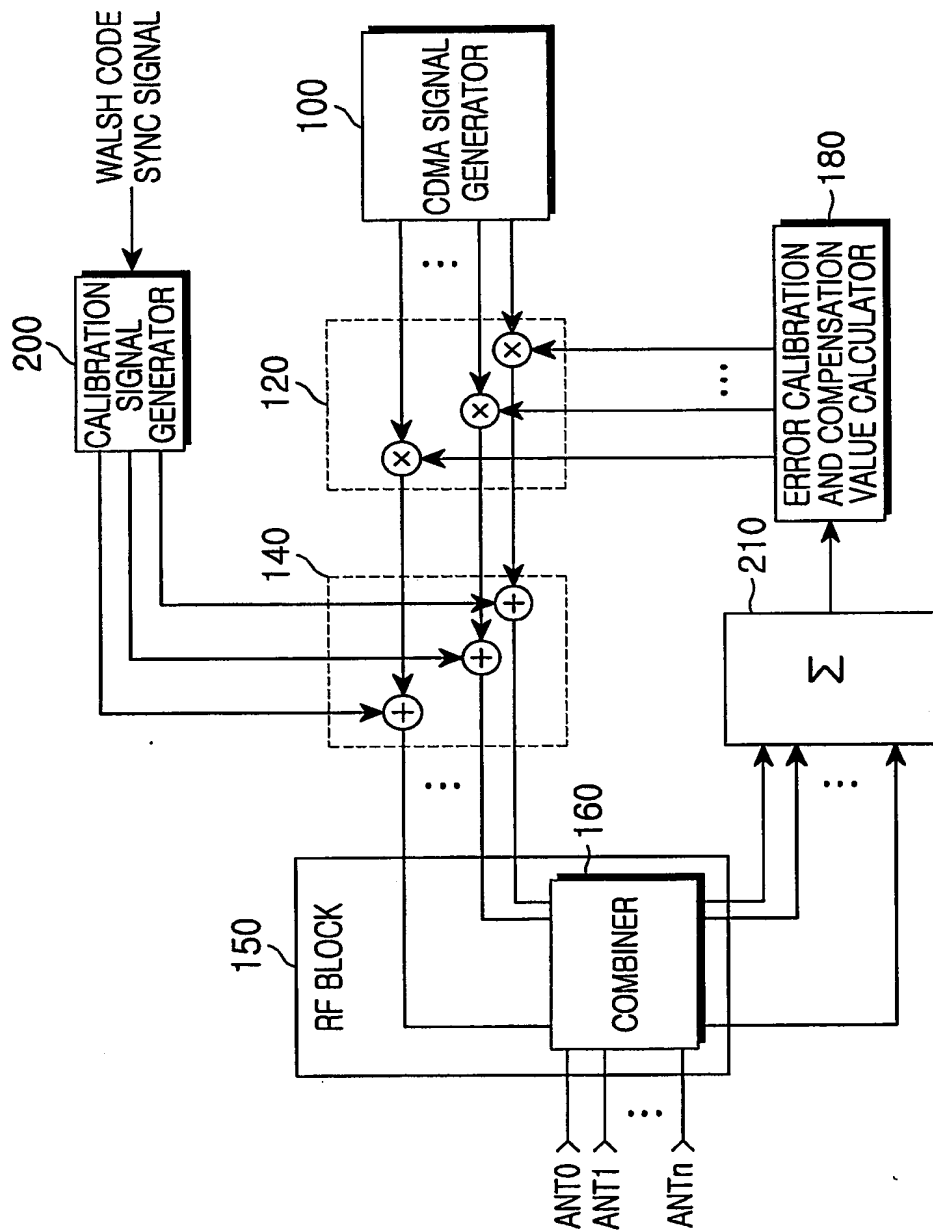 WALSH CODE
SYNC SIGNAL
200
CALIBRATION
SIGNAL
GENERATOR
100
CDMA SIGNAL
GENERATOR
...
120
×
×
×
140
+
+
+
...
180
ERROR CALIBRATION
AND COMPENSATION
VALUE CALCULATOR
...
210
Σ
...
150
RF BLOCK
160
COMBINER
ANT0
ANT1
...
ANTn